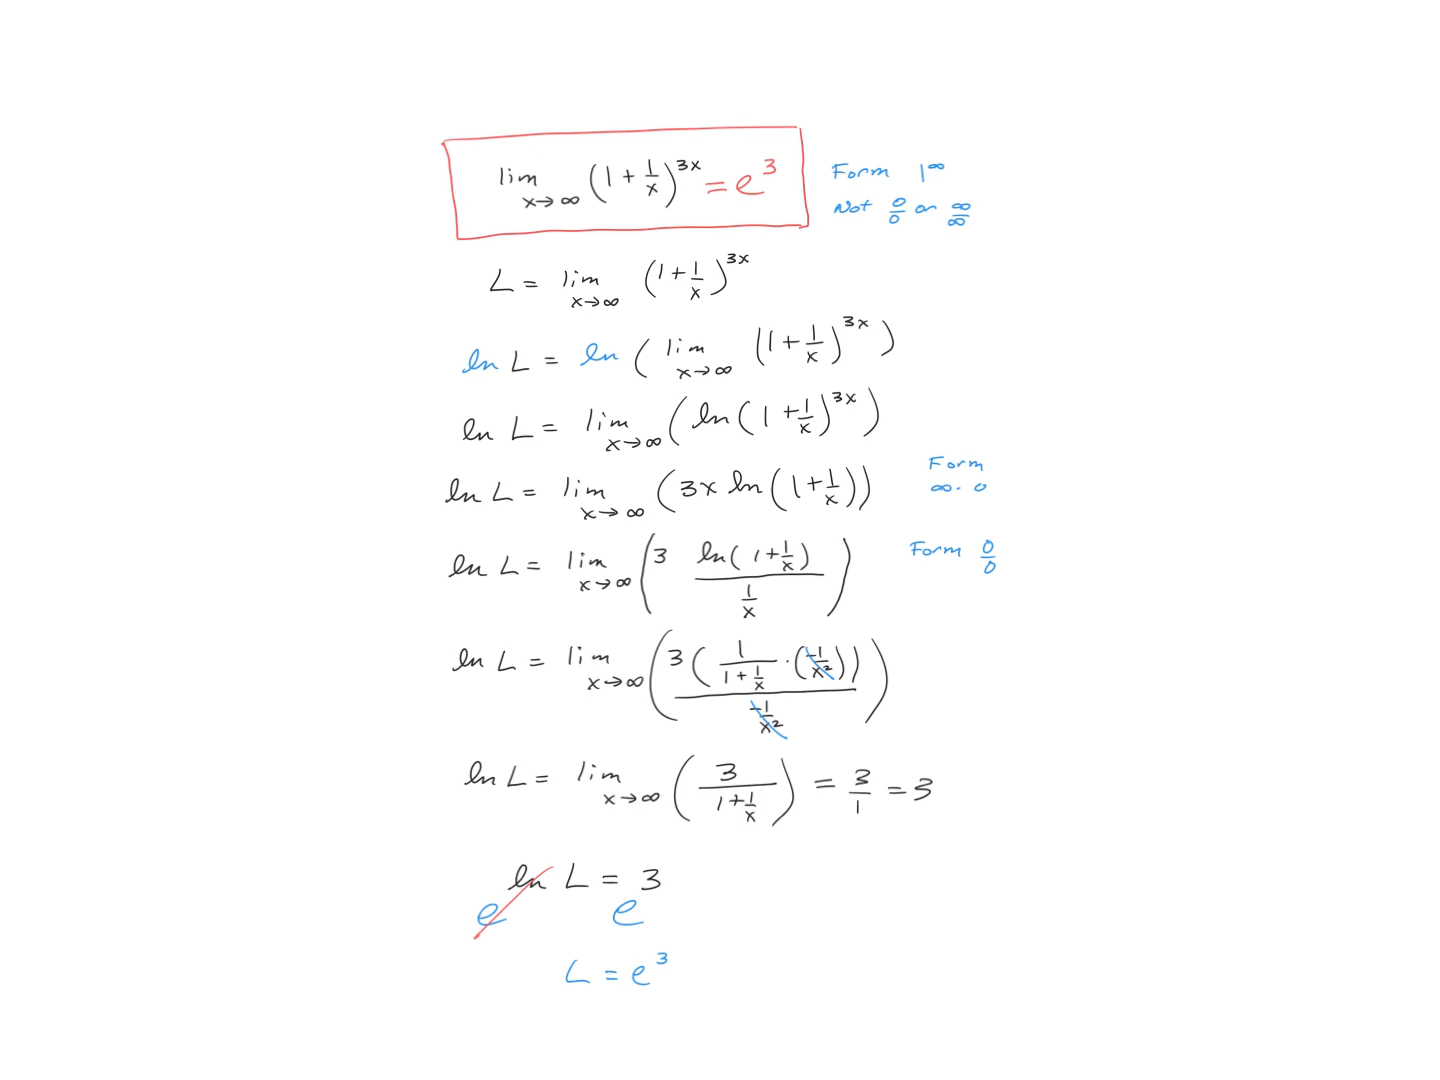 lim x→∞ (1 + 1/x)^3x = e^3
Form 1^∞
Not 0/0 or ∞/∞
L = lim x→∞ (1 + 1/x)^3x
ln L = ln ( lim x→∞ (1 + 1/x)^3x )
ln L = lim x→∞ ( ln ( 1 + 1/x )^3x )
ln L = lim x→∞ ( 3x ln ( 1 + 1/x ) )
Form ∞·0
ln L = lim x→∞ ( 3 ln( 1 + 1/x ) / (1/x) )
Form 0/0
ln L = lim x→∞ ( 3 ( 1/(1 + 1/x) · (-1/x^2) ) / (-1/x^2) )
ln L = lim x→∞ ( 3 / (1 + 1/x) ) = 3/1 = 3
ln L = 3
e e
L = e^3